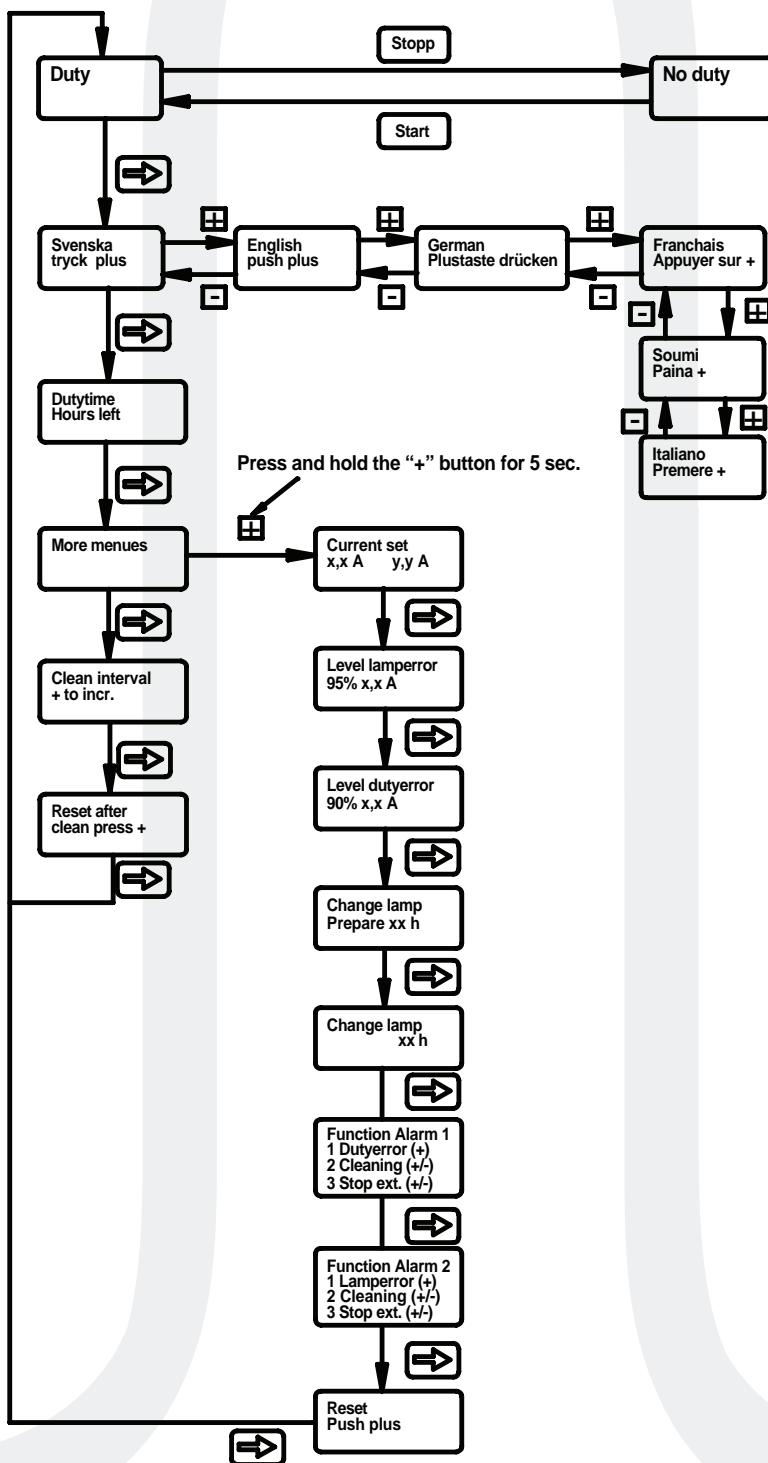 Stopp
Duty
No duty
Start
+
+
+
Svenska
tryck plus
English
push plus
German
Plustaste drücken
Franchais
Appuyer sur +
-
-
-
-
+
Soumi
Paina +
Dutytime
Hours left
-
+
Italiano
Premere +
Press and hold the “+” button for 5 sec.
+
More menues
Current set
x,x A y,y A
Clean interval
+ to incr.
Level lamperror
95% x,x A
Reset after
clean press +
Level dutyerror
90% x,x A
Change lamp
Prepare xx h
Change lamp
xx h
Function Alarm 1
1 Dutyerror (+)
2 Cleaning (+/-)
3 Stop ext. (+/-)
Function Alarm 2
1 Lamperror (+)
2 Cleaning (+/-)
3 Stop ext. (+/-)
Reset
Push plus